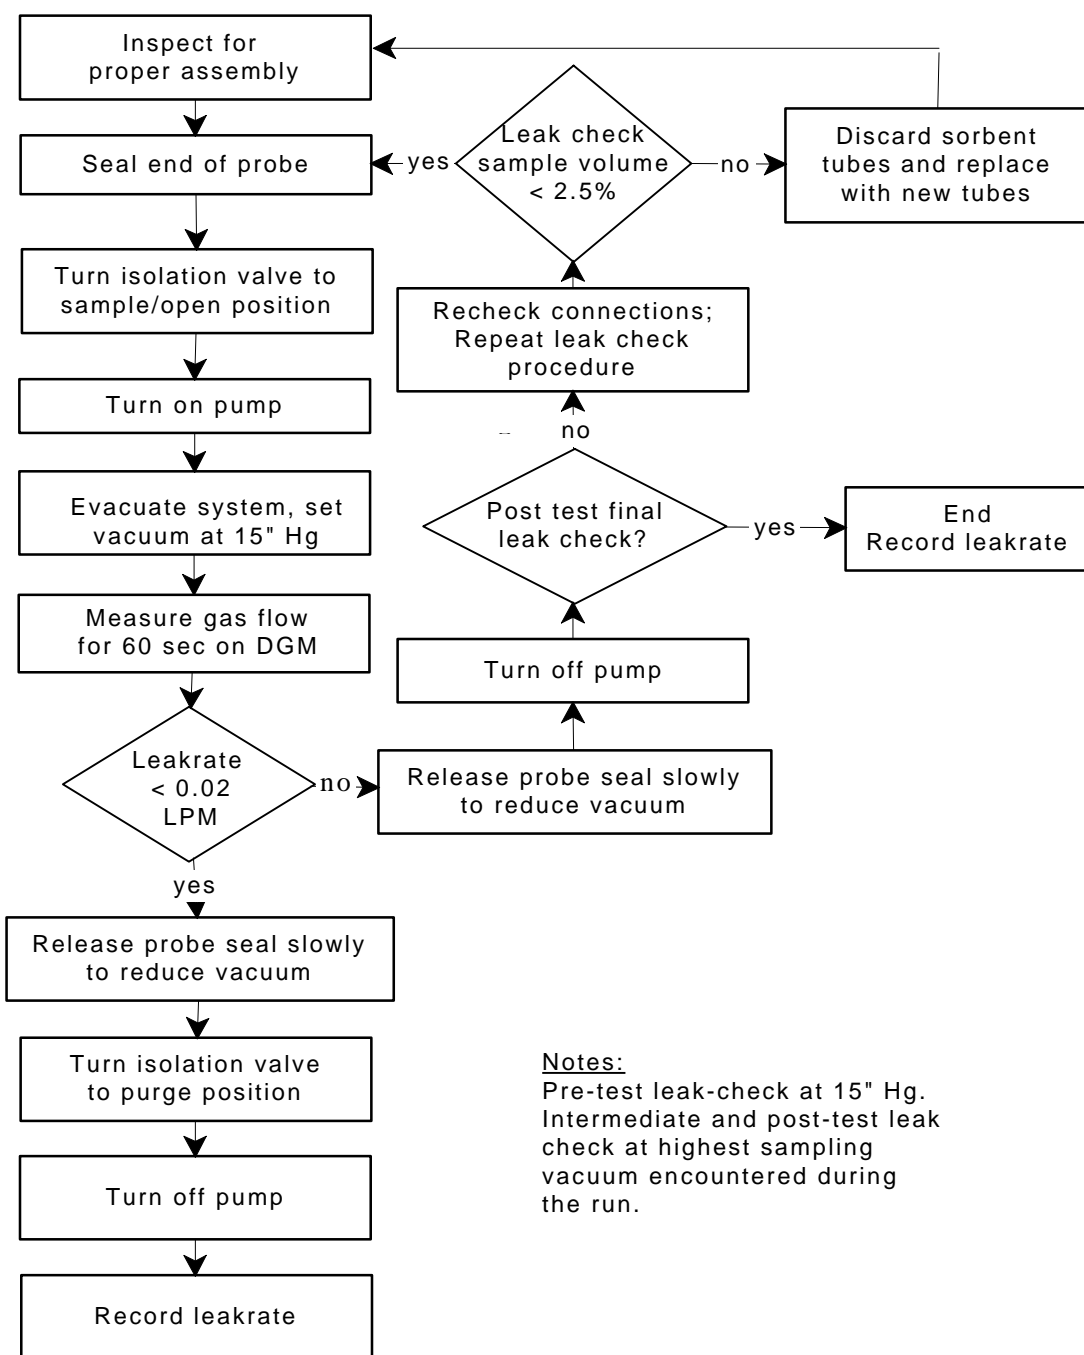 Inspect for
proper assembly
Seal end of probe
yes
Leak check
sample volume
< 2.5%
no
Discard sorbent
tubes and replace
with new tubes
Turn isolation valve to
sample/open position
Recheck connections;
Repeat leak check
procedure
Turn on pump
no
Evacuate system, set
vacuum at 15" Hg
Post test final
leak check?
yes
End
Record leakrate
Measure gas flow
for 60 sec on DGM
Turn off pump
Leakrate
< 0.02
LPM
no
Release probe seal slowly
to reduce vacuum
yes
Release probe seal slowly
to reduce vacuum
Turn isolation valve
to purge position
Turn off pump
Record leakrate
Notes:
Pre-test leak-check at 15" Hg.
Intermediate and post-test leak
check at highest sampling
vacuum encountered during
the run.